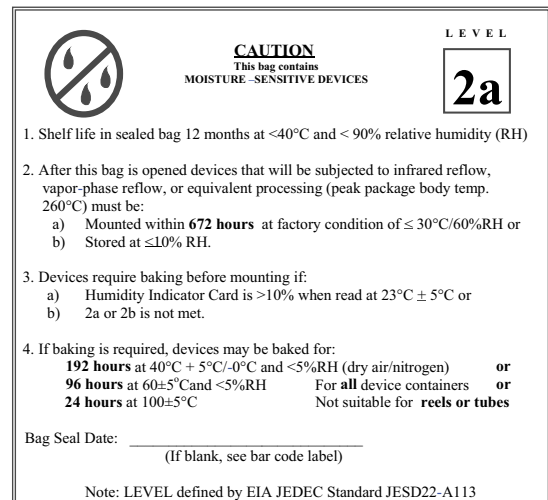 LEVEL
CAUTION
This bag contains
MOISTURE –SENSITIVE DEVICES
2a
1. Shelf life in sealed bag 12 months at <40°C and < 90% relative humidity (RH)
2. After this bag is opened devices that will be subjected to infrared reflow,
vapor-phase reflow, or equivalent processing (peak package body temp.
260°C) must be:
a) Mounted within 672 hours at factory condition of ≤ 30°C/60%RH or
b) Stored at ≤10% RH.
3. Devices require baking before mounting if:
a) Humidity Indicator Card is >10% when read at 23°C ± 5°C or
b) 2a or 2b is not met.
4. If baking is required, devices may be baked for:
192 hours at 40°C + 5°C/-0°C and <5%RH (dry air/nitrogen) or
96 hours at 60±5°Cand <5%RH For all device containers or
24 hours at 100±5°C Not suitable for reels or tubes
Bag Seal Date: _______________________________
(If blank, see bar code label)
Note: LEVEL defined by EIA JEDEC Standard JESD22-A113